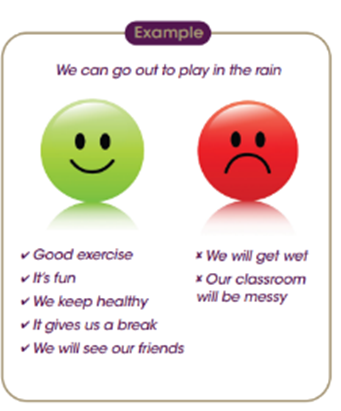 Example
We can go out to play in the rain
✔ Good exercise
✔ It's fun
✔ We keep healthy
✔ It gives us a break
✔ We will see our friends
✘ We will get wet
✘ Our classroom
will be messy